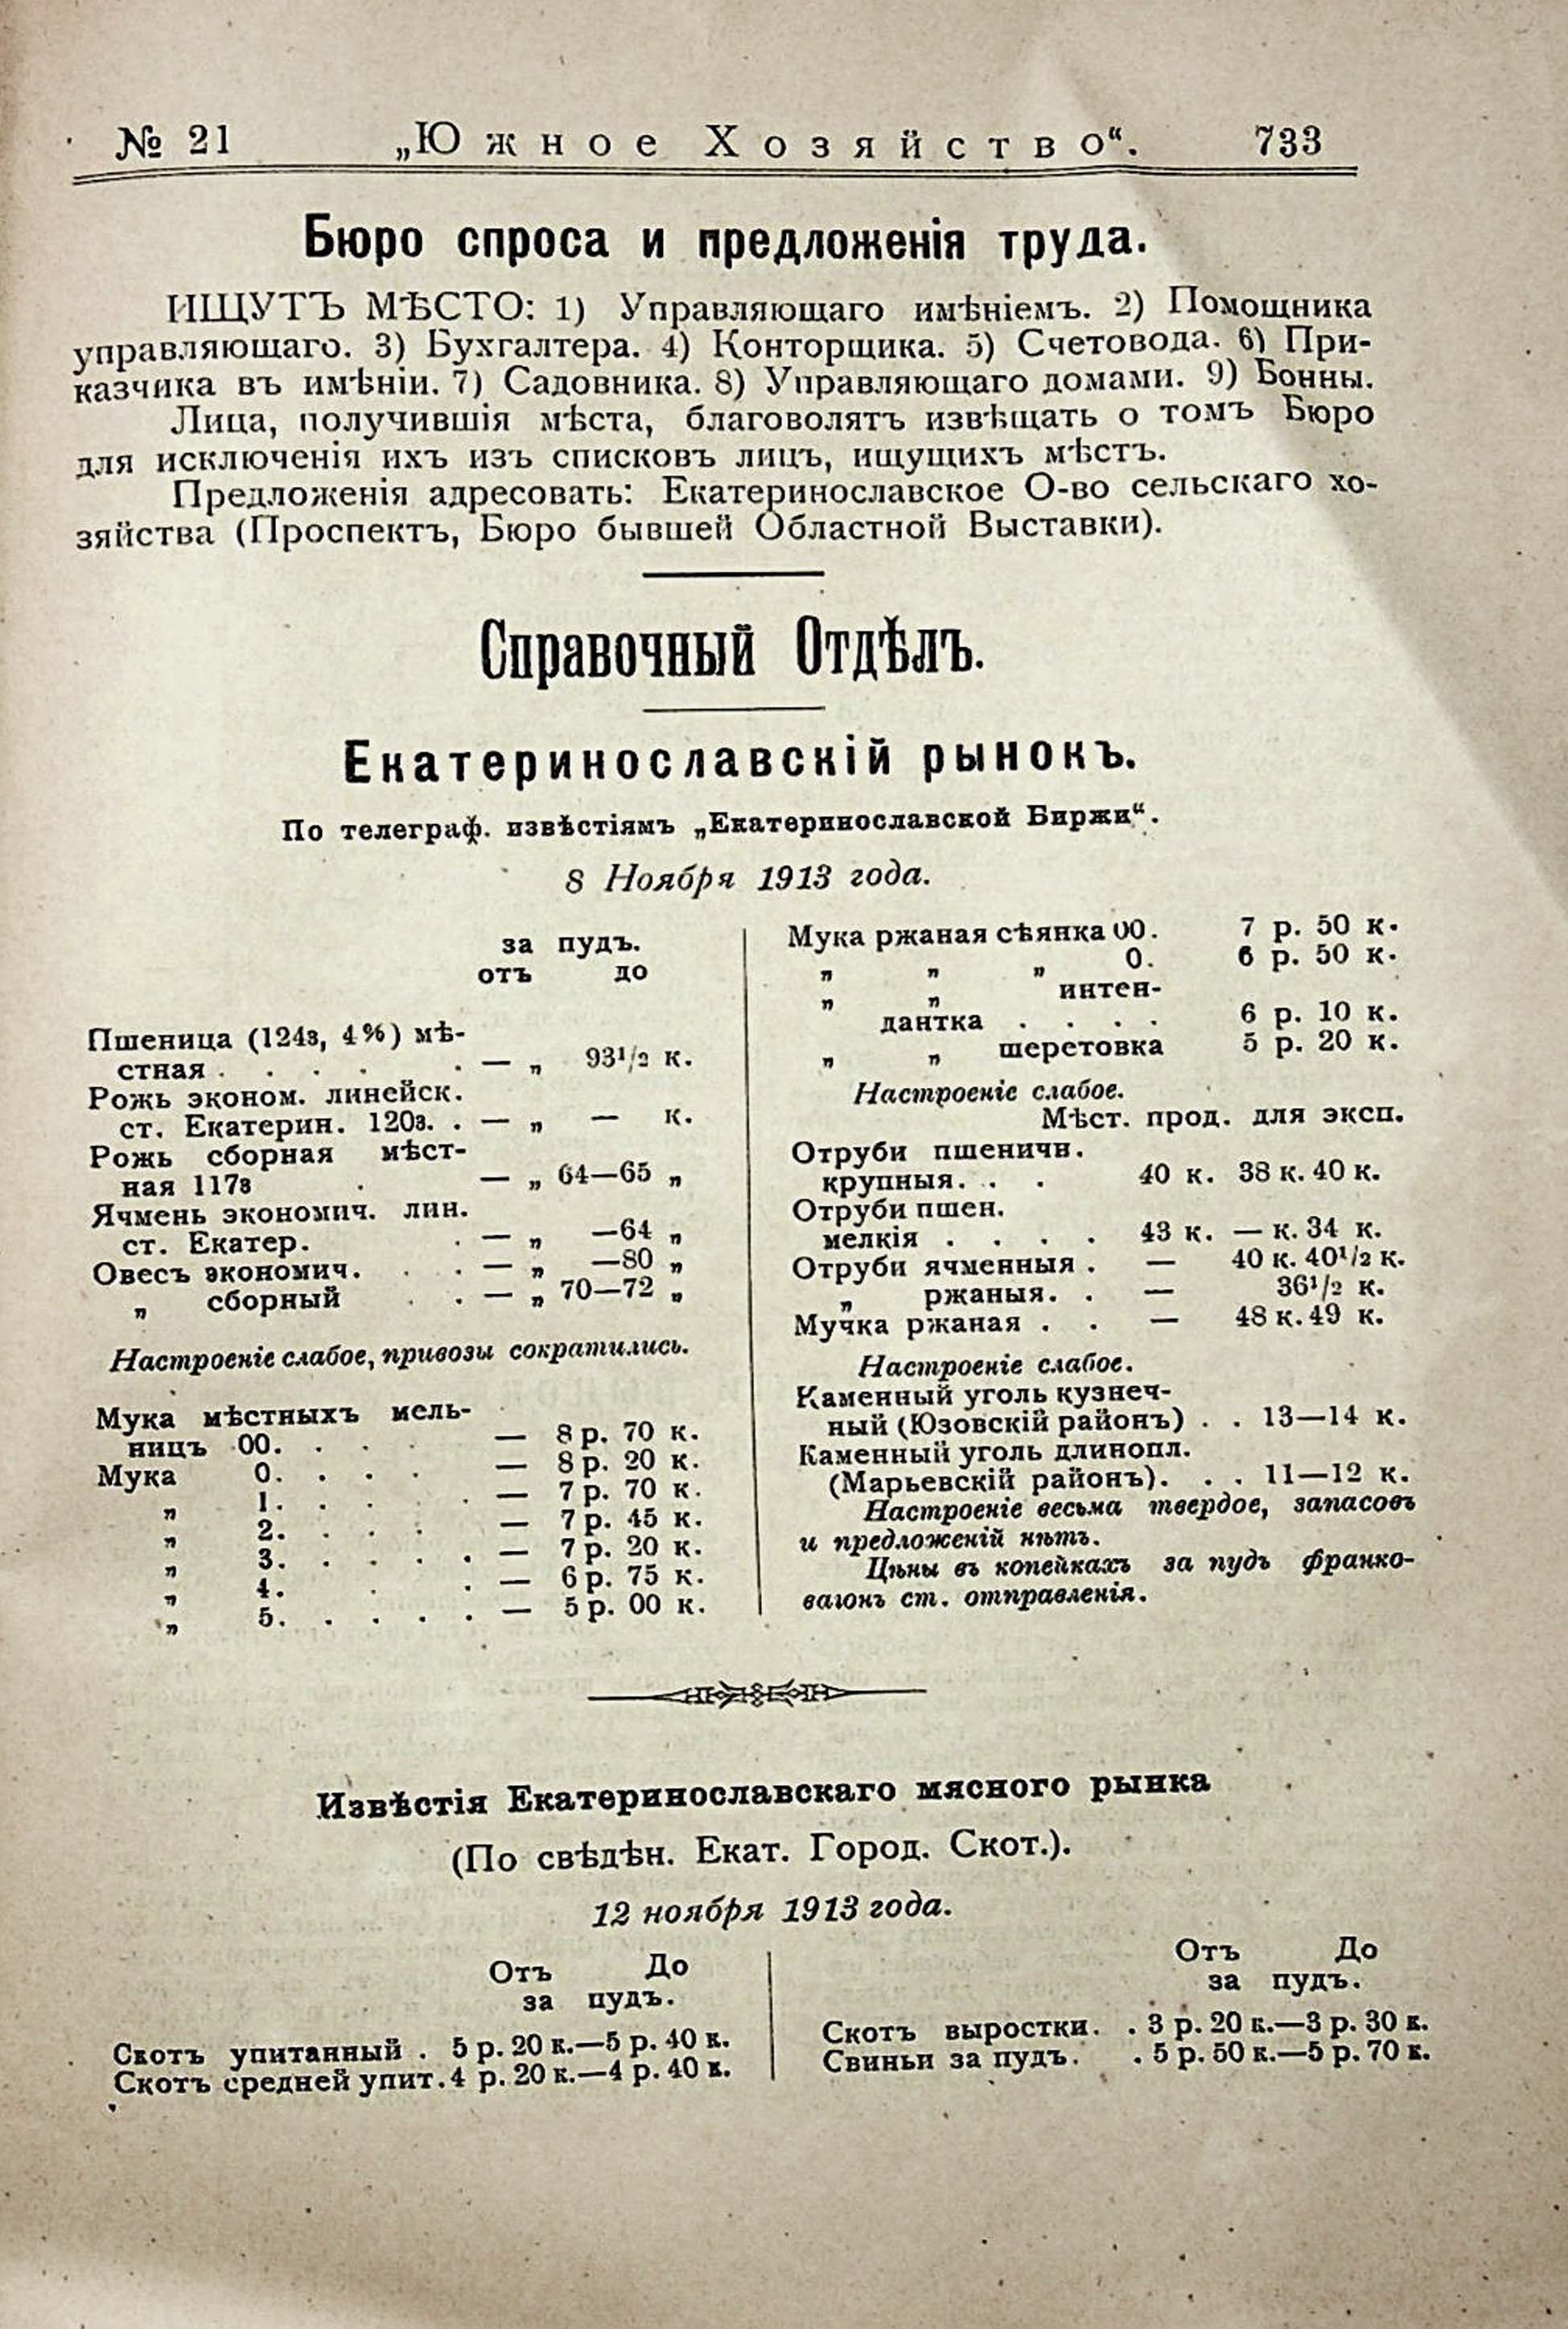 № 21 „Южное Хозяйство“. 733
Бюро спроса и предложенія труда.
ИЩУТЪ МѢСТО: 1) Управляющаго имѣніемъ. 2) Помощника
управляющаго. 3) Бухгалтера. 4) Конторщика. 5) Счетовода. 6) При-
казчика въ имѣніи. 7) Садовника. 8) Управляющаго домами. 9) Бонны.
Лица, получившія мѣста, благоволятъ извѣщать о томъ Бюро
для исключенія ихъ изъ списковъ лицъ, ищущихъ мѣстъ.
Предложенія адресовать: Екатеринославское О-во сельскаго хо-
зяйства (Проспектъ, Бюро бывшей Областной Выставки).
Справочный Отдѣлъ.
Екатеринославскій рынокъ.
По телеграф. извѣстіямъ „Екатеринославской Биржи“.
8 Ноября 1913 года.
за пудъ.
отъ до
Пшеница (124з, 4%) мѣ-
стная . . . . . — „ 93¹/₂ к.
Рожь эконом. линейск.
ст. Екатерин. 120з. . — „ — к.
Рожь сборная мѣст-
ная 117з . — „ 64—65 „
Ячмень экономич. лин.
ст. Екатер. . — „ —64 „
Овесъ экономич. . . — „ —80 „
„ сборный . . — „ 70—72 „
Настроеніе слабое, привозы сократились.
Мука мѣстныхъ мель-
ницъ 00. . . . — 8 р. 70 к.
Мука 0. . . . — 8 р. 20 к.
„ 1. . . . . — 7 р. 70 к.
„ 2. . . . — 7 р. 45 к.
„ 3. . . . . — 7 р. 20 к.
„ 4. . . — 6 р. 75 к.
„ 5. . . . . — 5 р. 00 к.
Мука ржаная сѣянка 00. 7 р. 50 к.
„ „ „ 0. 6 р. 50 к.
„ „ интен-
дантка . . . . 6 р. 10 к.
„ „ шеретовка 5 р. 20 к.
Настроеніе слабое.
Мѣст. прод. для эксп.
Отруби пшеничн.
крупныя. . . 40 к. 38 к. 40 к.
Отруби пшен.
мелкія . . . . 43 к. — к. 34 к.
Отруби ячменныя . — 40 к. 40¹/₂ к.
„ ржаныя. . — 36¹/₂ к.
Мучка ржаная . . — 48 к. 49 к.
Настроеніе слабое.
Каменный уголь кузнеч-
ный (Юзовскій районъ) . . 13—14 к.
Каменный уголь длинопл.
(Марьевскій районъ). . . 11—12 к.
Настроеніе весьма твердое, запасовъ
и предложеній нѣтъ.
Цѣны въ копейкахъ за пудъ франко-
вагонъ ст. отправленія.
Извѣстія Екатеринославскаго мясного рынка
(По свѣдѣн. Екат. Город. Скот.).
12 ноября 1913 года.
Отъ До
за пудъ.
Скотъ упитанный . 5 р. 20 к.—5 р. 40 к.
Скотъ средней упит. 4 р. 20 к.—4 р. 40 к.
Отъ До
за пудъ.
Скотъ выростки. . 3 р. 20 к.—3 р. 30 к.
Свиньи за пудъ. . 5 р. 50 к.—5 р. 70 к.